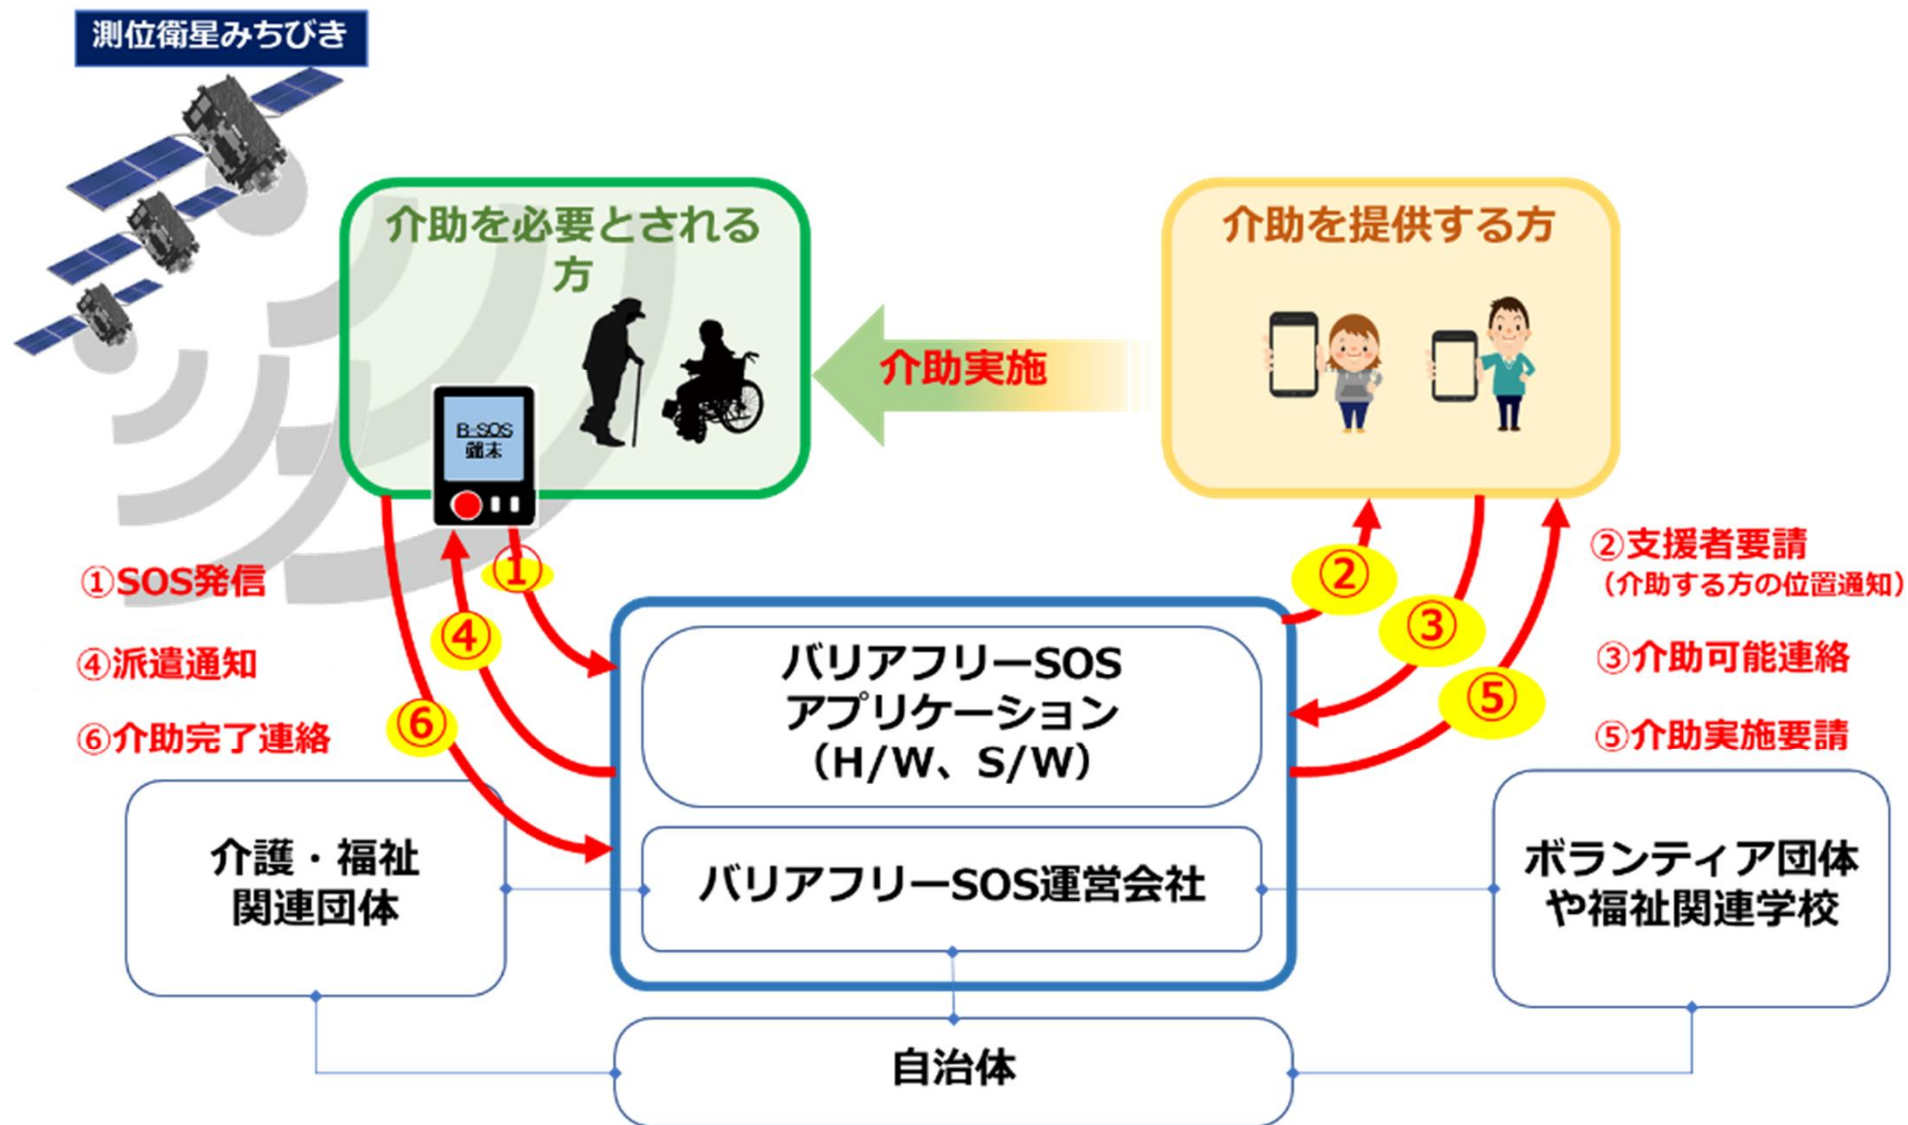 測位衛星みちびき
介助を必要とされる
方
介助を提供する方
介助実施
B-SOS
端末
①SOS発信
④派遣通知
⑥介助完了連絡
①
④
⑥
②
③
⑤
②支援者要請
（介助する方の位置通知）
③介助可能連絡
⑤介助実施要請
バリアフリーSOS
アプリケーション
（H/W、S/W）
バリアフリーSOS運営会社
介護・福祉
関連団体
ボランティア団体
や福祉関連学校
自治体